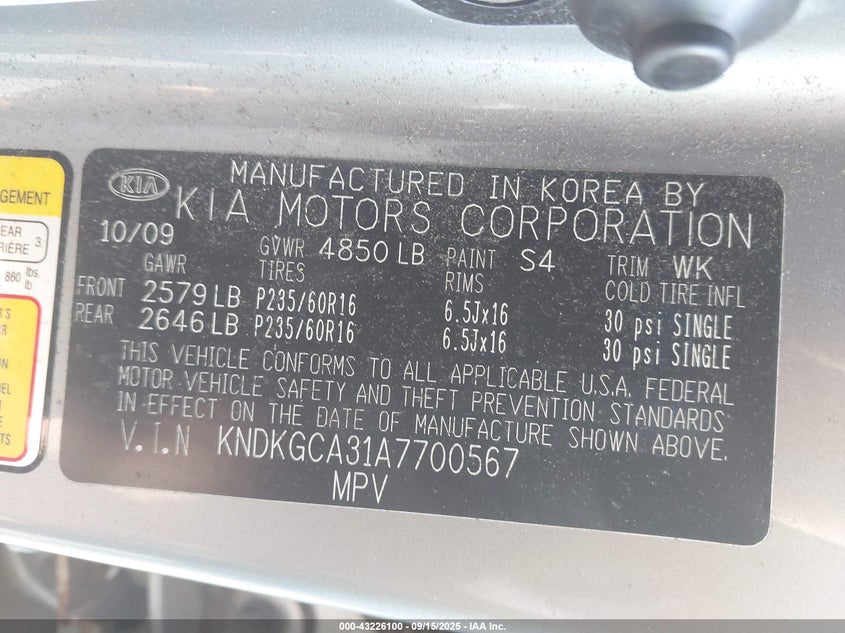 MANUFACTURED IN KOREA BY
KIA KIA MOTORS CORPORATION
10/09 GVWR 4850 LB PAINT S4 TRIM WK
GAWR TIRES RIMS COLD TIRE INFL
FRONT 2579 LB P235/60R16 6.5Jx16 30 psi SINGLE
REAR 2646 LB P235/60R16 6.5Jx16 30 psi SINGLE
THIS VEHICLE CONFORMS TO ALL APPLICABLE U.S.A. FEDERAL
MOTOR VEHICLE SAFETY AND THEFT PREVENTION STANDARDS
IN EFFECT ON THE DATE OF MANUFACTURE SHOWN ABOVE.
V.I.N KNDKGCA31A7700567
MPV
860 lbs
lb
000-43226100 - 09/15/2025 - IAA Inc.